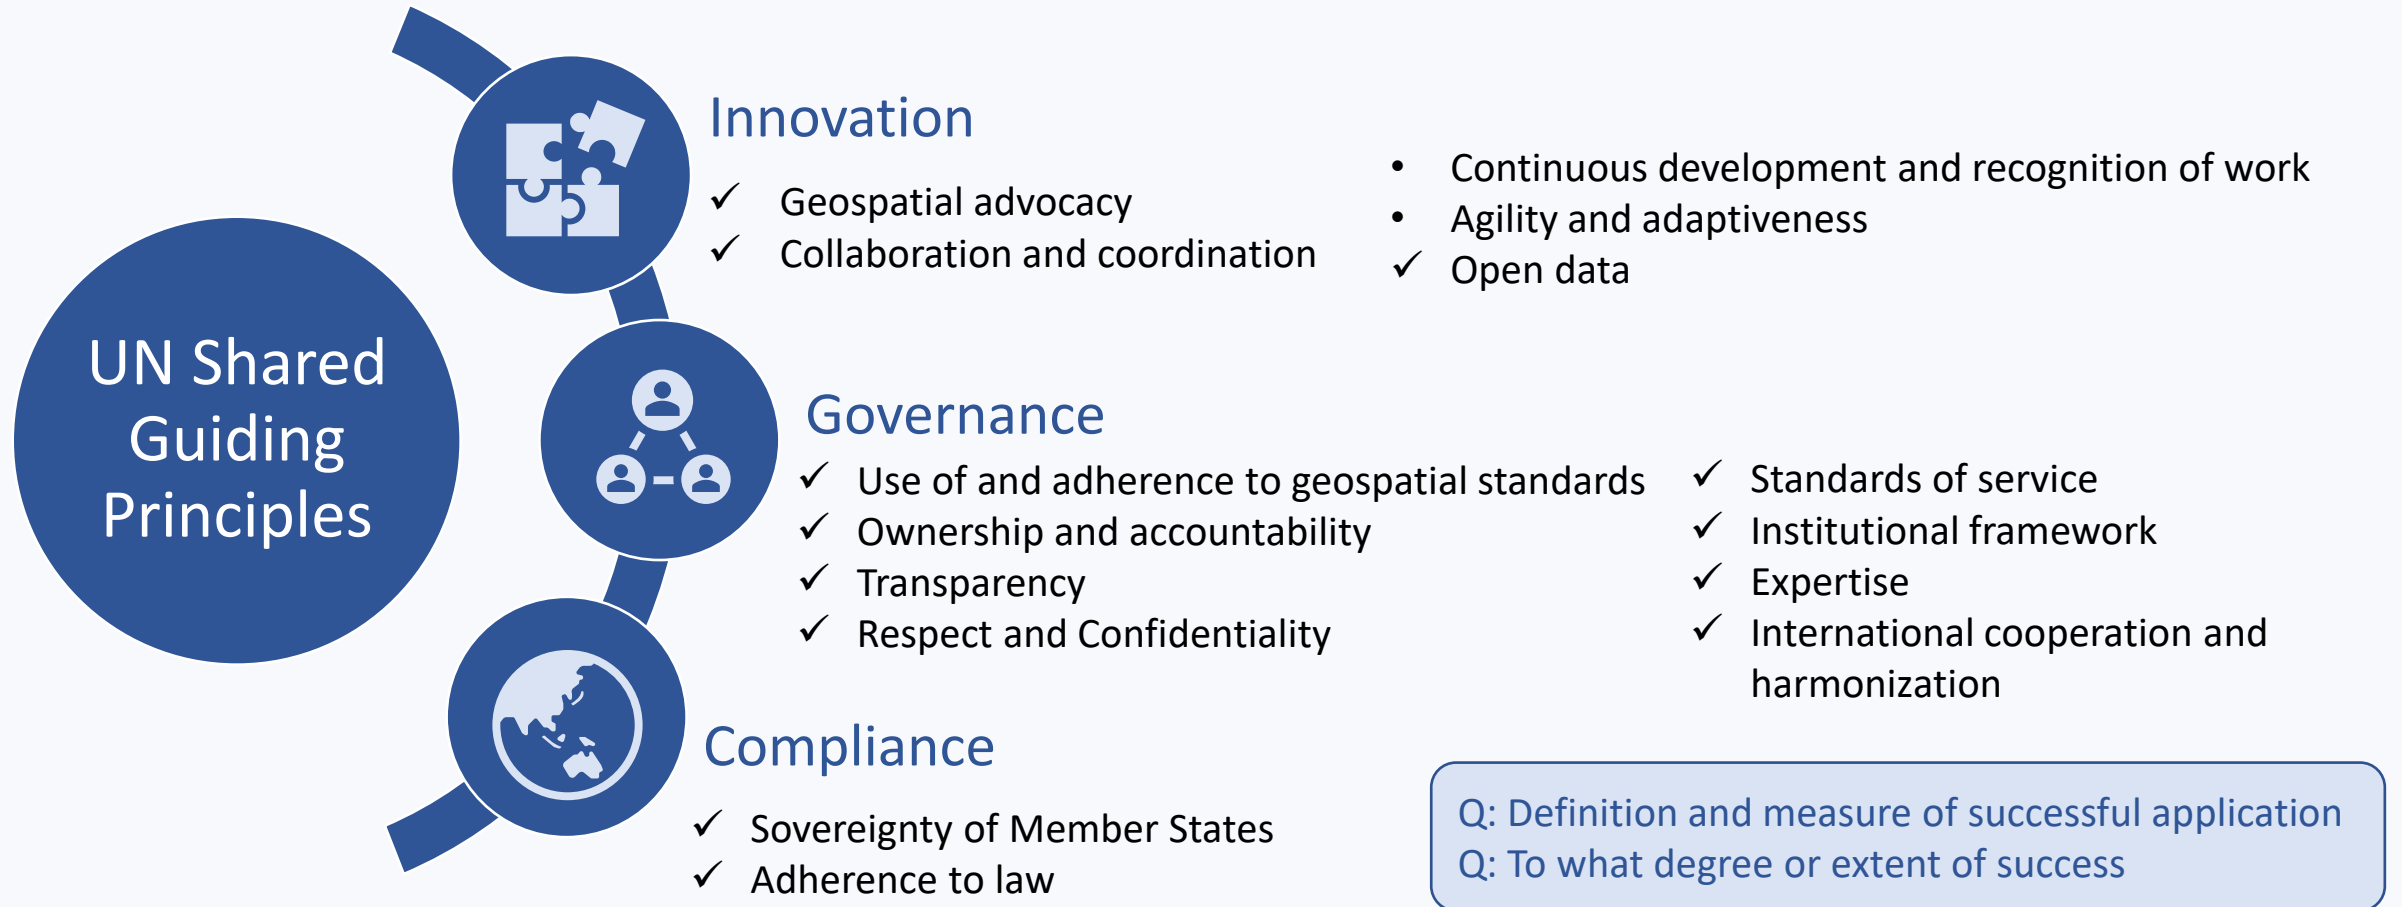 UN Shared
Guiding
Principles
Innovation
✓ Geospatial advocacy
✓ Collaboration and coordination
• Continuous development and recognition of work
• Agility and adaptiveness
✓ Open data
Governance
✓ Use of and adherence to geospatial standards
✓ Ownership and accountability
✓ Transparency
✓ Respect and Confidentiality
✓ Standards of service
✓ Institutional framework
✓ Expertise
✓ International cooperation and
harmonization
Compliance
✓ Sovereignty of Member States
✓ Adherence to law
Q: Definition and measure of successful application
Q: To what degree or extent of success